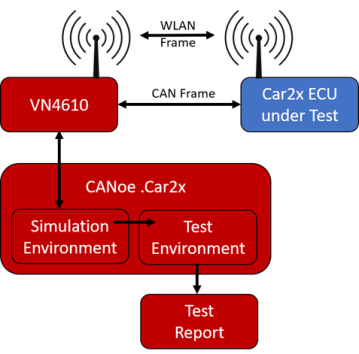 WLAN
Frame
VN4610
CAN Frame
Car2x ECU
under Test
CANoe .Car2x
Simulation
Environment
Test
Environment
Test
Report